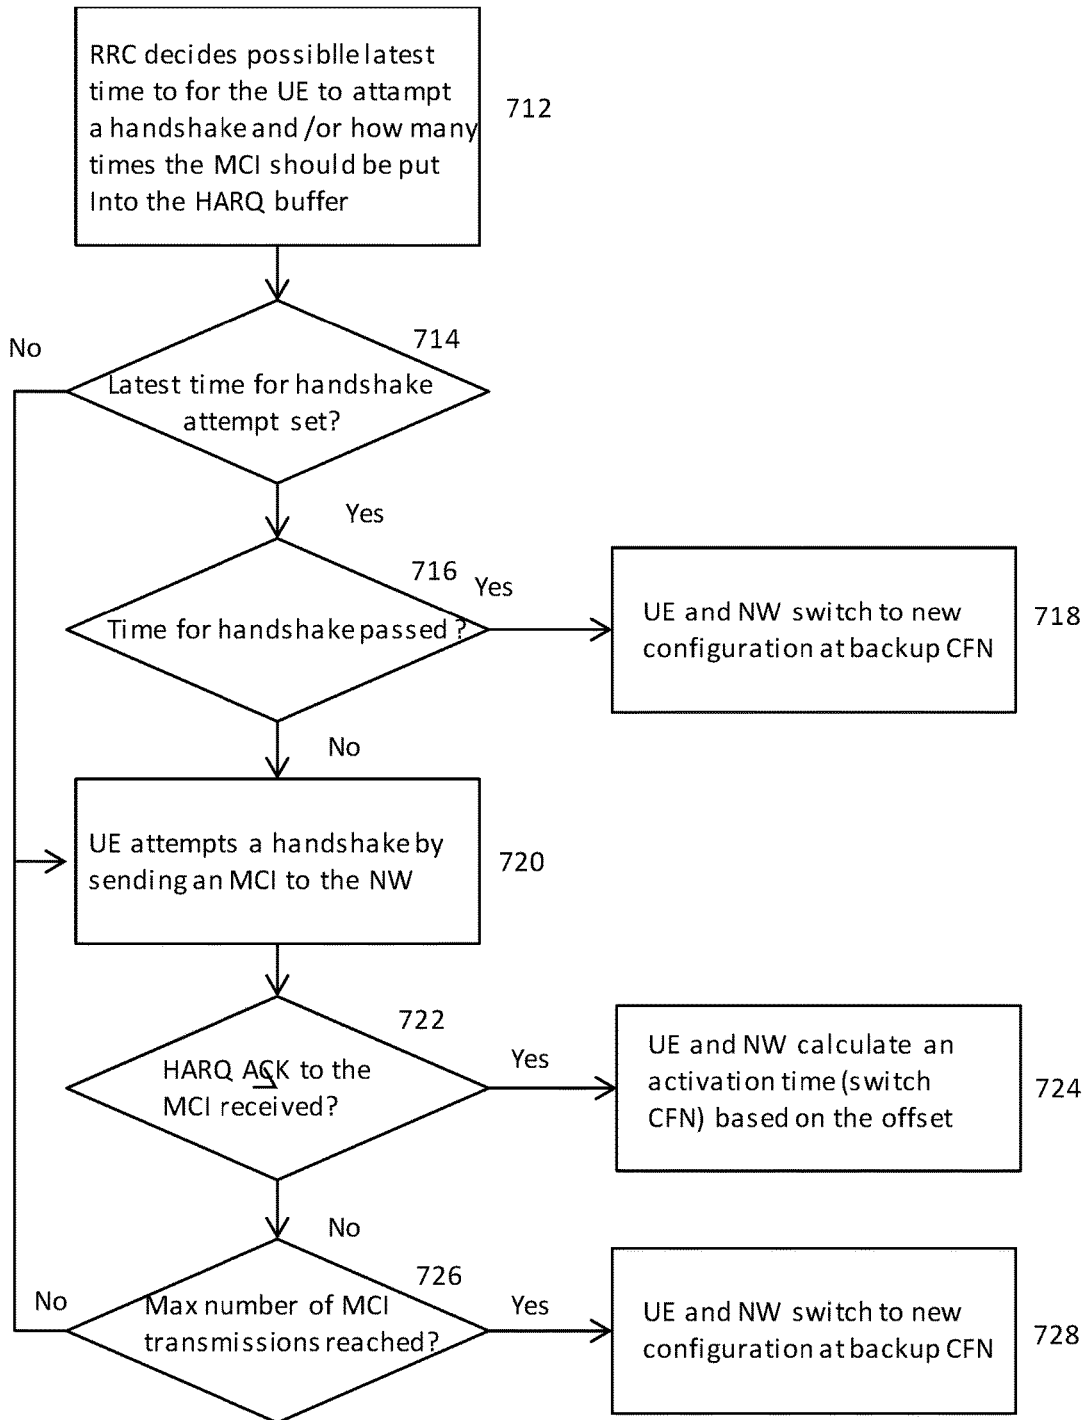 RRC decides possiblle latest
time to for the UE to attampt
a handshake and /or how many
times the MCI should be put
Into the HARQ buffer
712
No
714
Latest time for handshake
attempt set?
Yes
716
Yes
Time for handshake passed ?
UE and NW switch to new
configuration at backup CFN
718
No
UE attempts a handshake by
sending an MCI to the NW
720
722
HARQ ACK to the
MCI received?
Yes
UE and NW calculate an
activation time (switch
CFN) based on the offset
724
No
726
No
Max number of MCI
transmissions reached?
Yes
UE and NW switch to new
configuration at backup CFN
728